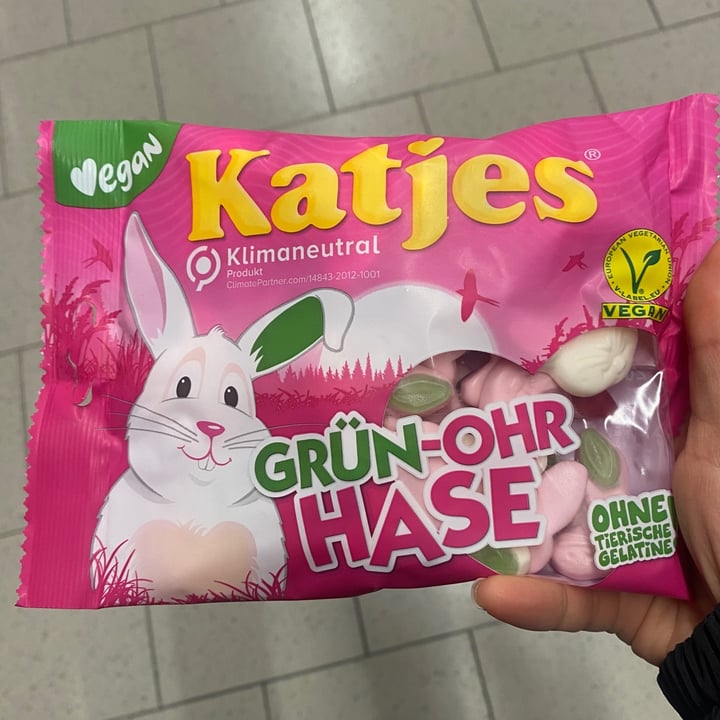 Vegan
Katjes®
Klimaneutral
Produkt
ClimatePartner.com/14843-2012-1001
EUROPEAN VEGETARIAN UNION
V-LABEL.EU
VEGAN
GRÜN-OHR
HASE
OHNE
TIERISCHE
GELATINE